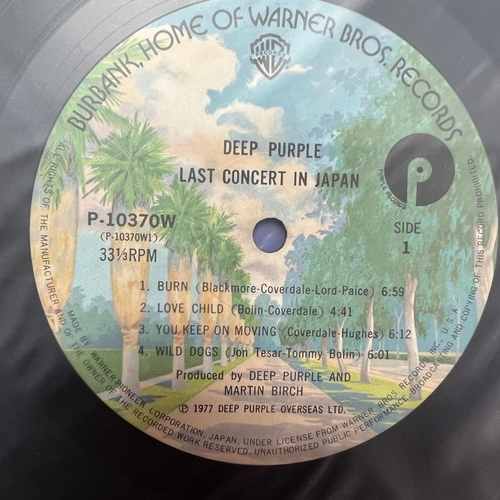 BURBANK, HOME OF WARNER BROS. RECORDS
DEEP PURPLE
LAST CONCERT IN JAPAN
P-10370W
(P-10370W1)
33⅓RPM
SIDE
1
1. BURN (Blackmore-Coverdale-Lord-Paice) 6:59
2. LOVE CHILD (Bolin-Coverdale) 4:41
3. YOU KEEP ON MOVING (Coverdale-Hughes) 6:12
4. WILD DOGS (Jon Tesar-Tommy Bolin) 6:01
Produced by DEEP PURPLE AND
MARTIN BIRCH
Ⓟ 1977 DEEP PURPLE OVERSEAS LTD.
MADE BY WARNER-PIONEER CORPORATION, JAPAN, UNDER LICENSE FROM WARNER BROS RECORDS INC., U.S.A.
ALL RIGHTS OF THE MANUFACTURER AND OF THE OWNER OF THE RECORDED WORK RESERVED. UNAUTHORIZED PUBLIC PERFORMANCE, BROADCASTING AND COPYING OF THIS RECORD PROHIBITED